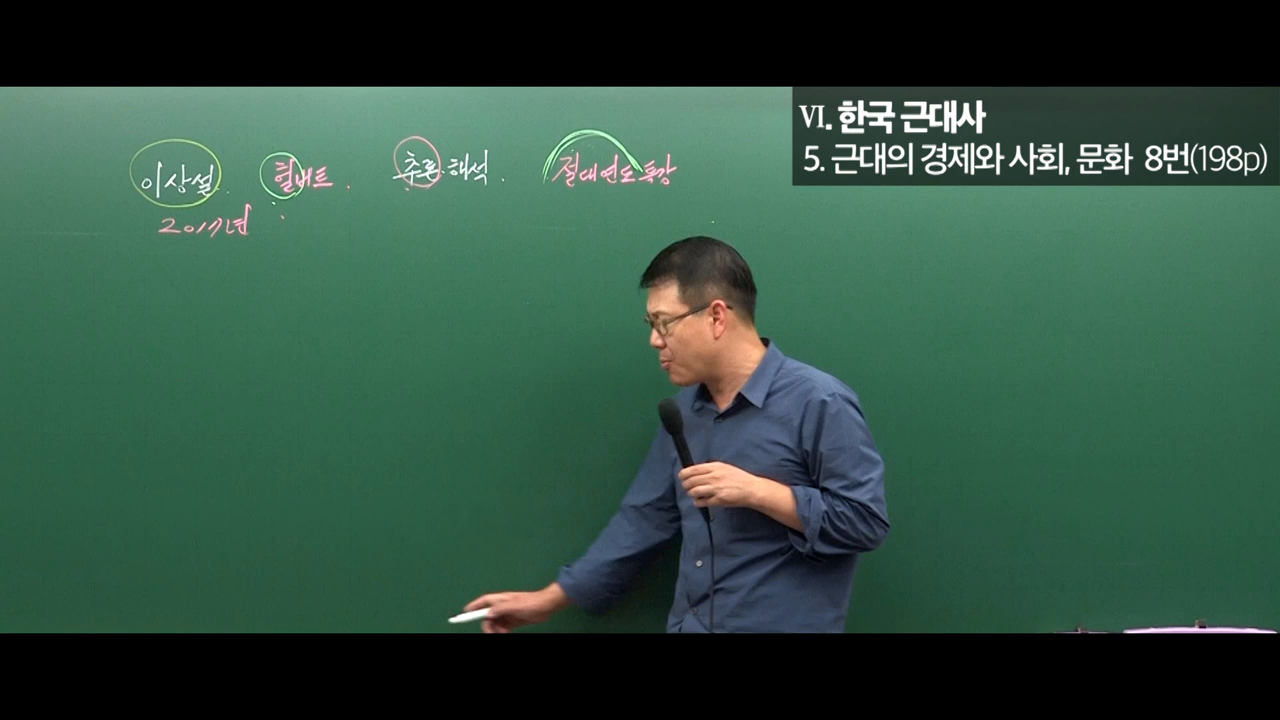 Ⅵ. 한국 근대사
5. 근대의 경제와 사회, 문화 8번(198p)
이상설. 헐버트. 추론·해석. 절대연도특강
2017년